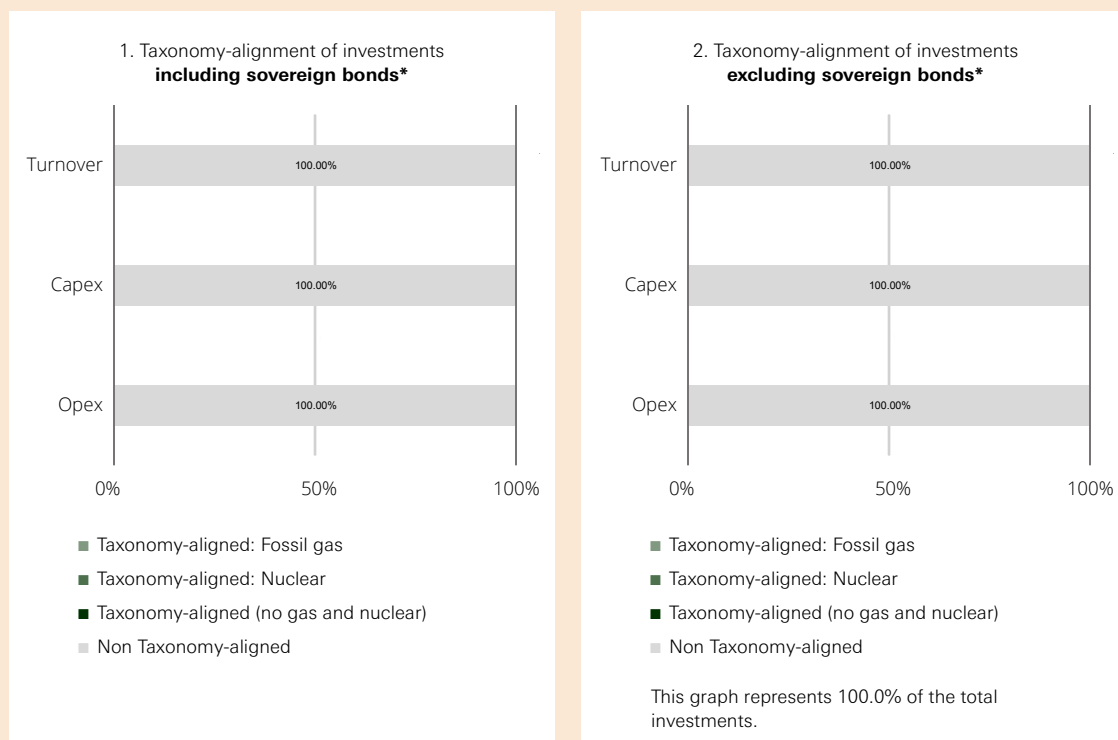 1. Taxonomy-alignment of investments
including sovereign bonds*
Turnover
100.00%
Capex
100.00%
Opex
100.00%
0%
50%
100%
Taxonomy-aligned: Fossil gas
Taxonomy-aligned: Nuclear
Taxonomy-aligned (no gas and nuclear)
Non Taxonomy-aligned
2. Taxonomy-alignment of investments
excluding sovereign bonds*
Turnover
100.00%
Capex
100.00%
Opex
100.00%
0%
50%
100%
Taxonomy-aligned: Fossil gas
Taxonomy-aligned: Nuclear
Taxonomy-aligned (no gas and nuclear)
Non Taxonomy-aligned
This graph represents 100.0% of the total
investments.